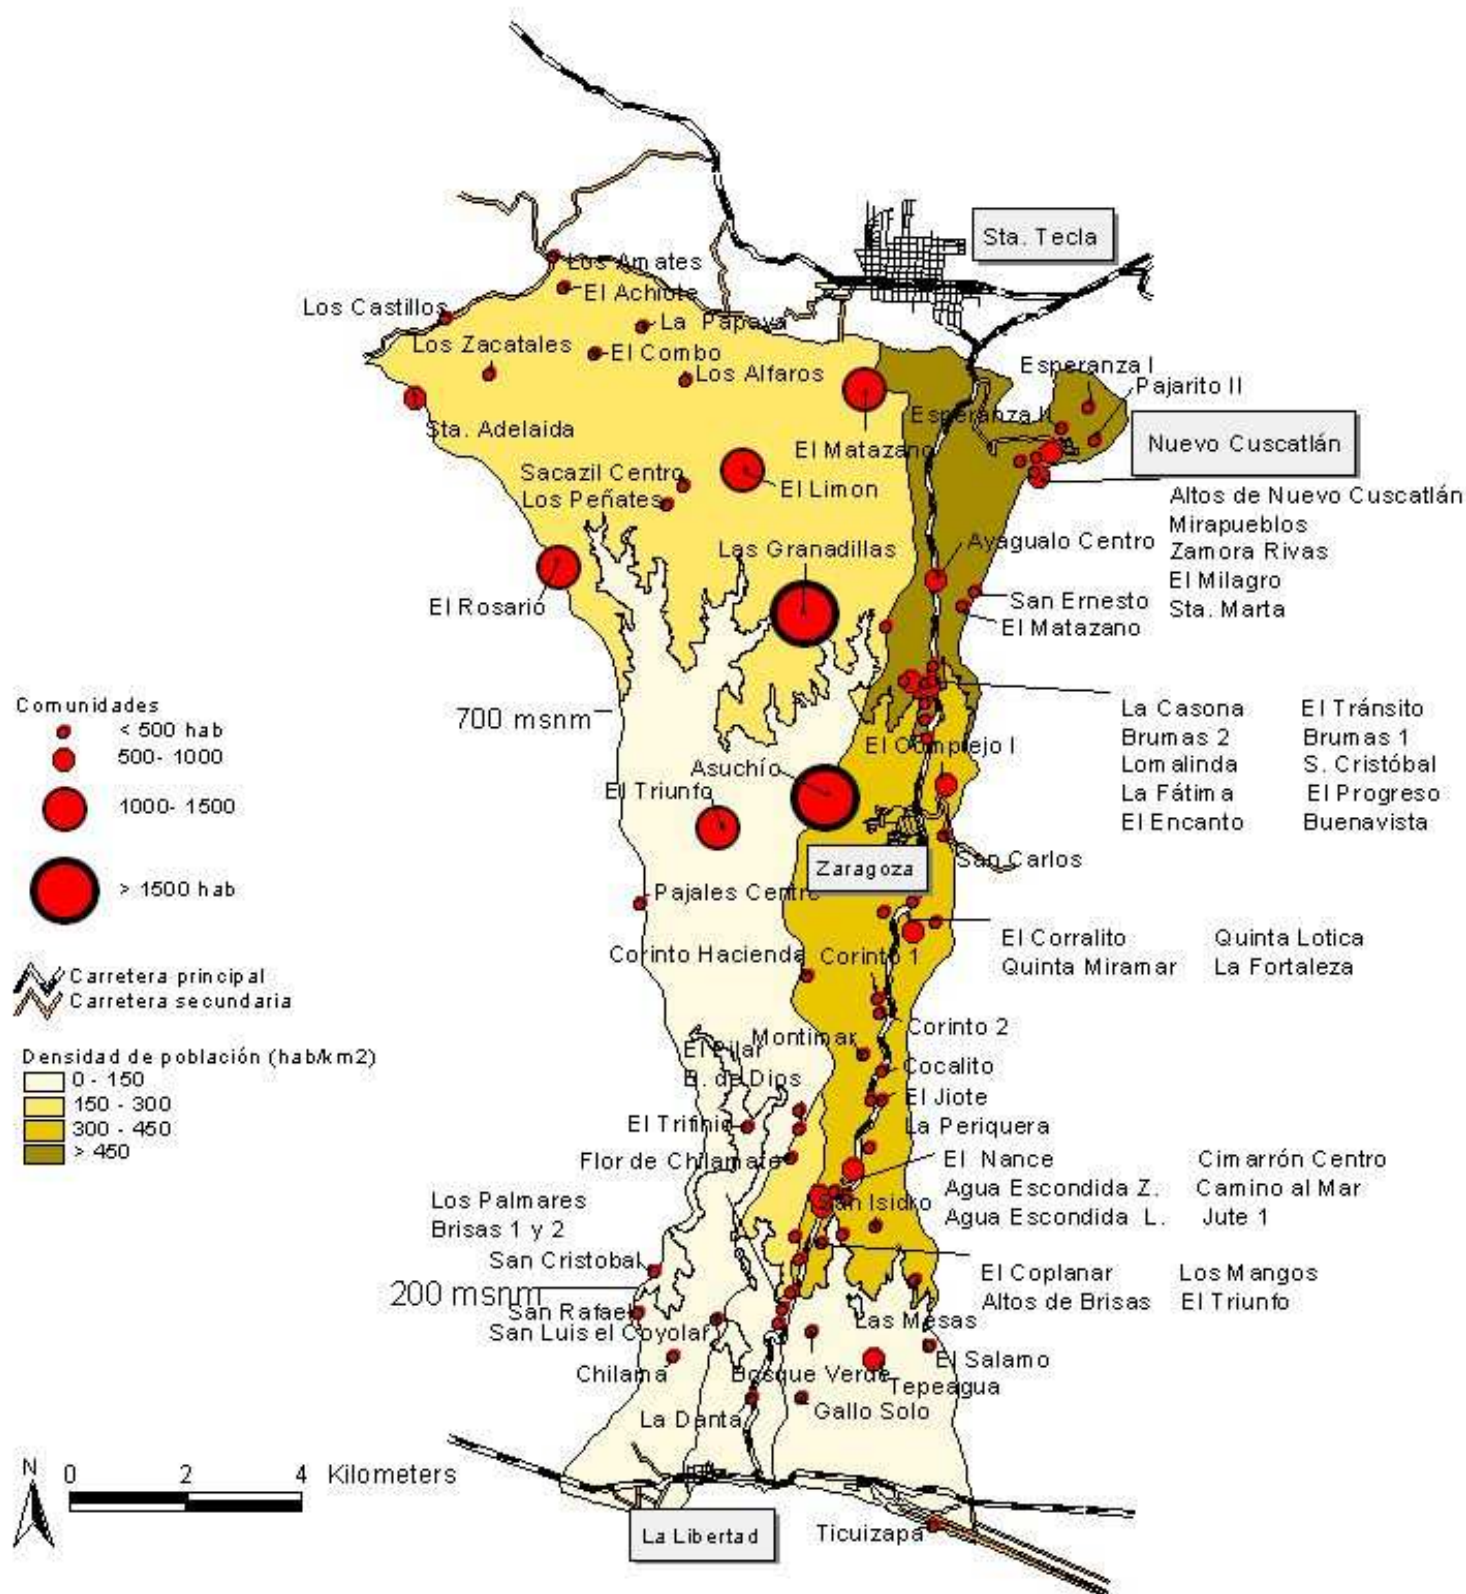 Sta. Tecla
Los Amates
El Achiote
Los Castillos
La Papaya
Los Zacatales
El Combo
Los Alfaros
Esperanza I
Pajarito II
Esperanza II
Sta. Adelaida
El Matazano
Nuevo Cuscatlán
Sacazil Centro
El Limon
Los Peñates
Altos de Nuevo Cuscatlán
Mirapueblos
Zamora Rivas
El Milagro
Sta. Marta
Las Granadillas
Ayagualo Centro
El Rosario
San Ernesto
El Matazano
Comunidades
< 500 hab
500- 1000
1000- 1500
> 1500 hab
700 msnm
La Casona El Tránsito
Brumas 2 Brumas 1
Lomalinda S. Cristóbal
La Fátima El Progreso
El Encanto Buenavista
El Complejo I
Asuchío
El Triunfo
Zaragoza
San Carlos
Pajales Centro
El Corralito Quinta Lotica
Quinta Miramar La Fortaleza
Corinto Hacienda
Corinto 1
Carretera principal
Carretera secundaria
Corinto 2
Montimar
El Pilar
B. de Dios
Cocalito
El Jiote
Densidad de población (hab/km2)
0 - 150
150 - 300
300 - 450
> 450
El Trifinio
La Periquera
Flor de Chilamate
El Nance Cimarrón Centro
Agua Escondida Z. Camino al Mar
Agua Escondida L. Jute 1
Los Palmares
Brisas 1 y 2
San Isidro
San Cristobal
El Coplanar Los Mangos
Altos de Brisas El Triunfo
200 msnm
San Rafael
San Luis el Coyolar
Las Mesas
El Salamo
Chilama
Bosque Verde
Tepeagua
La Danta
Gallo Solo
N
0 2 4 Kilometers
La Libertad
Ticuizapa